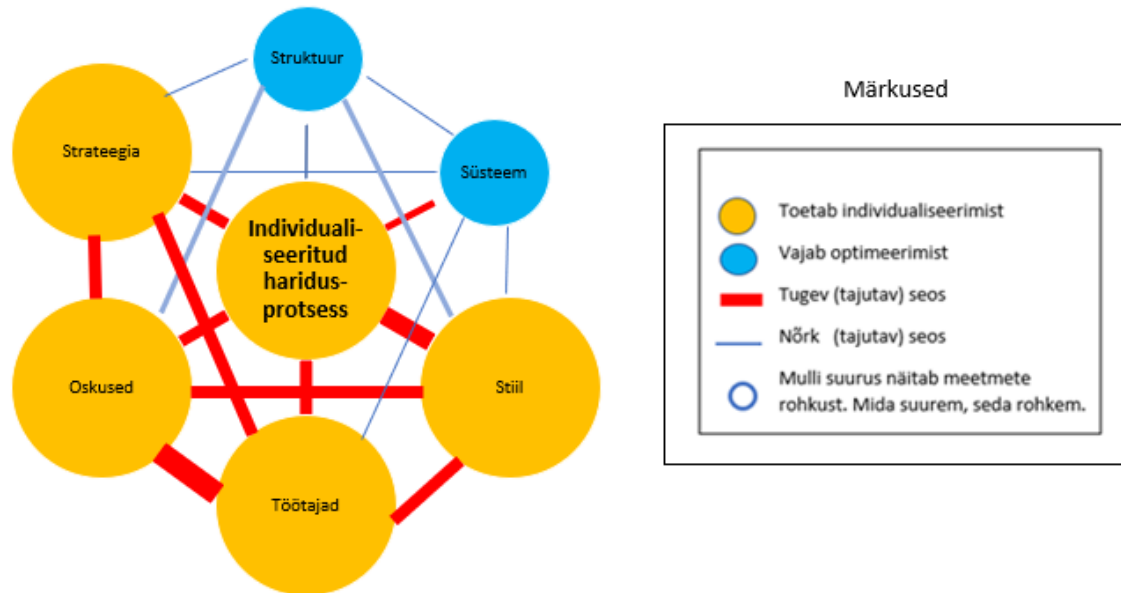 Struktuur
Strateegia
Süsteem
Individuali-
seeritud
haridus-
protsess
Oskused
Stiil
Töötajad
Märkused
Toetab individualiseerimist
Vajab optimeerimist
Tugev (tajutav) seos
Nõrk (tajutav) seos
Mulli suurus näitab meetmete
rohkust. Mida suurem, seda rohkem.